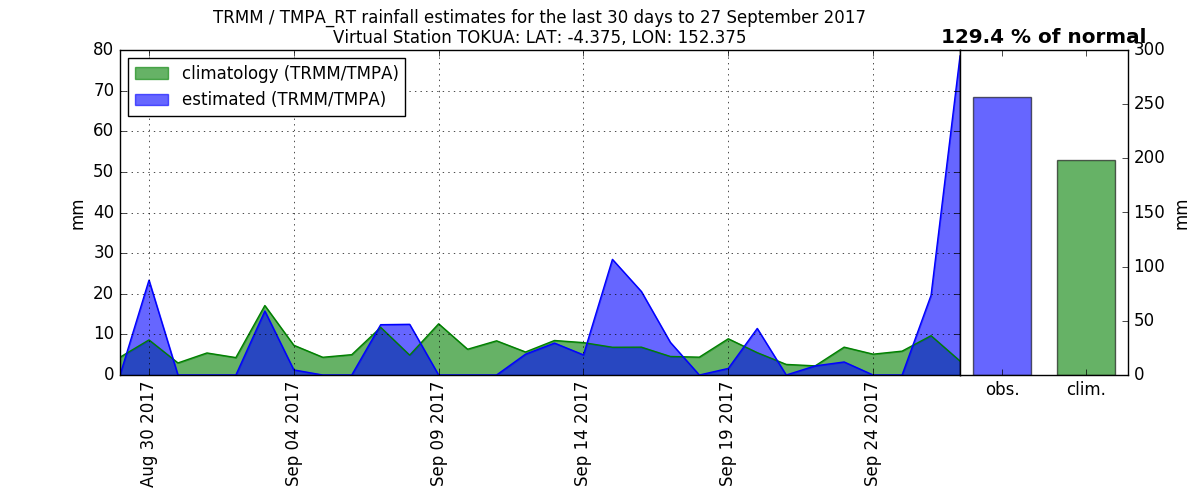 TRMM / TMPA_RT rainfall estimates for the last 30 days to 27 September 2017
Virtual Station TOKUA: LAT: -4.375, LON: 152.375
129.4 % of normal
climatology (TRMM/TMPA)
estimated (TRMM/TMPA)
80
70
60
50
40
30
20
10
0
mm
Aug 30 2017
Sep 04 2017
Sep 09 2017
Sep 14 2017
Sep 19 2017
Sep 24 2017
obs.
clim.
300
250
200
150
100
50
0
mm